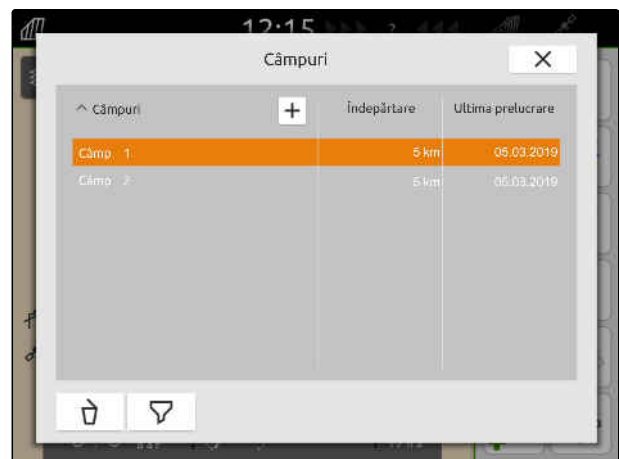 12:15
Câmpuri
Câmpuri + Îndepărtare Ultima prelucrare
Câmp 1 5 km 05.03.2019
Câmp 2 5 km 05.03.2019